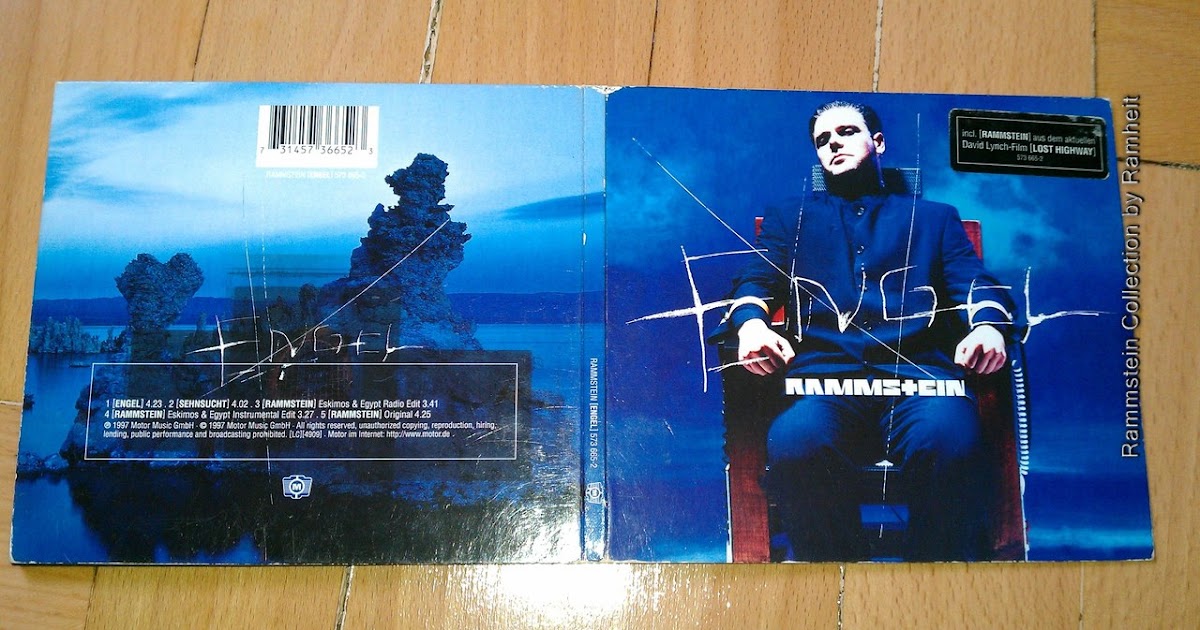 7 31457 36652 3
RAMMSTEIN [ENGEL] 573 665-2
ENGEL
1 [ENGEL] 4.23 . 2 [SEHNSUCHT] 4.02 . 3 [RAMMSTEIN] Eskimos & Egypt Radio Edit 3.41
4 [RAMMSTEIN] Eskimos & Egypt Instrumental Edit 3.27 . 5 [RAMMSTEIN] Original 4.25
℗ 1997 Motor Music GmbH · © 1997 Motor Music GmbH · All rights reserved, unauthorized copying, reproduction, hiring,
lending, public performance and broadcasting prohibited. [LC][4909] . Motor im Internet: http://www.motor.de
M
RAMMSTEIN [ENGEL] 573 665-2
M
incl. [RAMMSTEIN] aus dem aktuellen
David Lynch-Film [LOST HIGHWAY]
573 665-2
ENGEL
RAMMSTEIN
Rammstein Collection by Ramheit